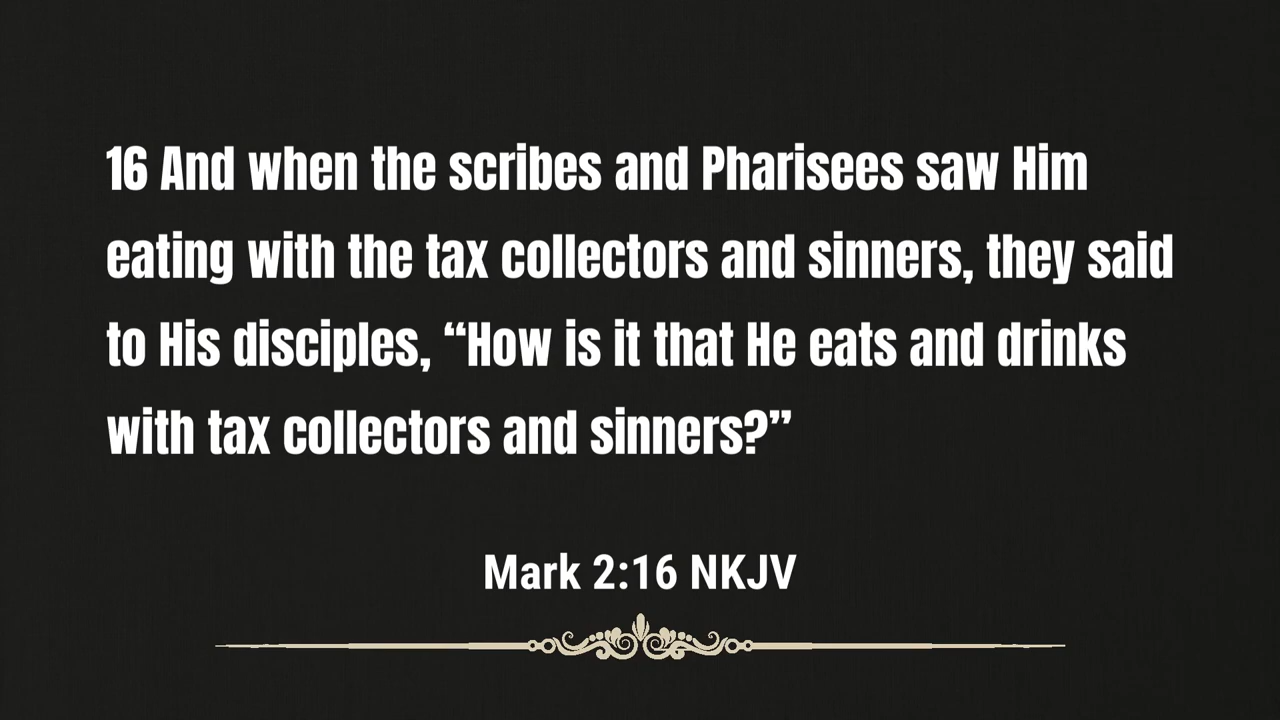 16 And when the scribes and Pharisees saw Him
eating with the tax collectors and sinners, they said
to His disciples, “How is it that He eats and drinks
with tax collectors and sinners?”
Mark 2:16 NKJV